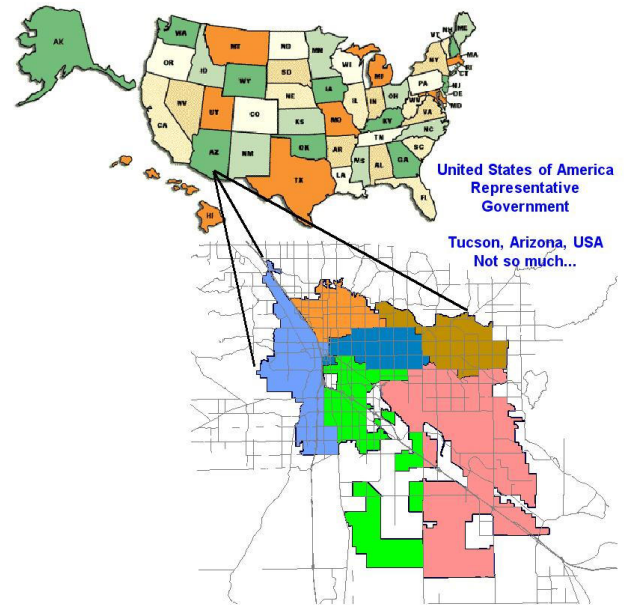 AK
WA
MT
ND
MN
ME
VT
NH
OR
ID
SD
WI
MI
NY
MA
RI
CT
WY
IA
PA
NJ
DE
MD
NV
NE
IL
IN
OH
WV
VA
CA
UT
CO
KS
MO
KY
NC
TN
AZ
NM
OK
AR
SC
MS
AL
GA
TX
LA
FL
HI
United States of America
Representative
Government
Tucson, Arizona, USA
Not so much...